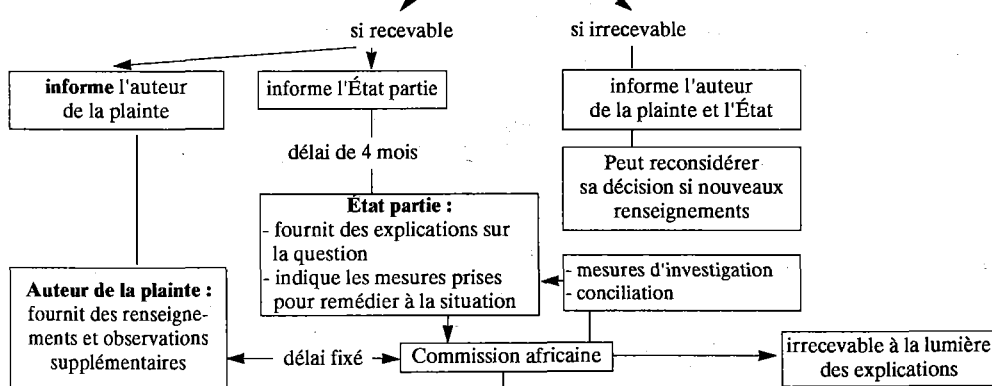 si recevable
si irrecevable
informe l'auteur
de la plainte
informe l'État partie
informe l'auteur
de la plainte et l'État
délai de 4 mois
Peut reconsidérer
sa décision si nouveaux
renseignements
État partie :
- fournit des explications sur
la question
- indique les mesures prises
pour remédier à la situation
- mesures d'investigation
- conciliation
Auteur de la plainte :
fournit des renseigne-
ments et observations
supplémentaires
délai fixé
Commission africaine
irrecevable à la lumière
des explications